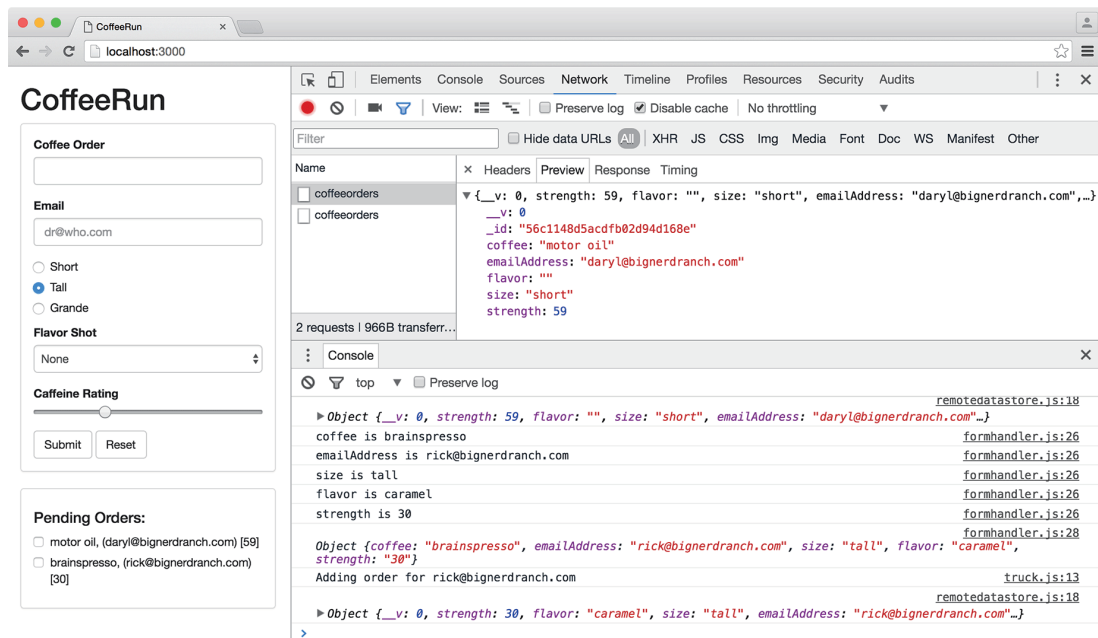 CoffeeRun
localhost:3000
CoffeeRun
Coffee Order
Email
dr@who.com
Short
Tall
Grande
Flavor Shot
None
Caffeine Rating
Submit Reset
Pending Orders:
motor oil, (daryl@bignerdranch.com) [59]
brainspresso, (rick@bignerdranch.com)
[30]
Elements Console Sources Network Timeline Profiles Resources Security Audits
View: Preserve log Disable cache No throttling
Filter Hide data URLs All XHR JS CSS Img Media Font Doc WS Manifest Other
Name
coffeeorders
coffeeorders
2 requests | 966B transferr...
Headers Preview Response Timing
{__v: 0, strength: 59, flavor: "", size: "short", emailAddress: "daryl@bignerdranch.com",…}
__v: 0
_id: "56c1148d5acdfb02d94d168e"
coffee: "motor oil"
emailAddress: "daryl@bignerdranch.com"
flavor: ""
size: "short"
strength: 59
Console
top Preserve log
remotedatastore.js:18
Object {__v: 0, strength: 59, flavor: "", size: "short", emailAddress: "daryl@bignerdranch.com"…}
coffee is brainspresso formhandler.js:26
emailAddress is rick@bignerdranch.com formhandler.js:26
size is tall formhandler.js:26
flavor is caramel formhandler.js:26
strength is 30 formhandler.js:26
formhandler.js:28
Object {coffee: "brainspresso", emailAddress: "rick@bignerdranch.com", size: "tall", flavor: "caramel",
strength: "30"}
Adding order for rick@bignerdranch.com truck.js:13
remotedatastore.js:18
Object {__v: 0, strength: 30, flavor: "caramel", size: "tall", emailAddress: "rick@bignerdranch.com"…}